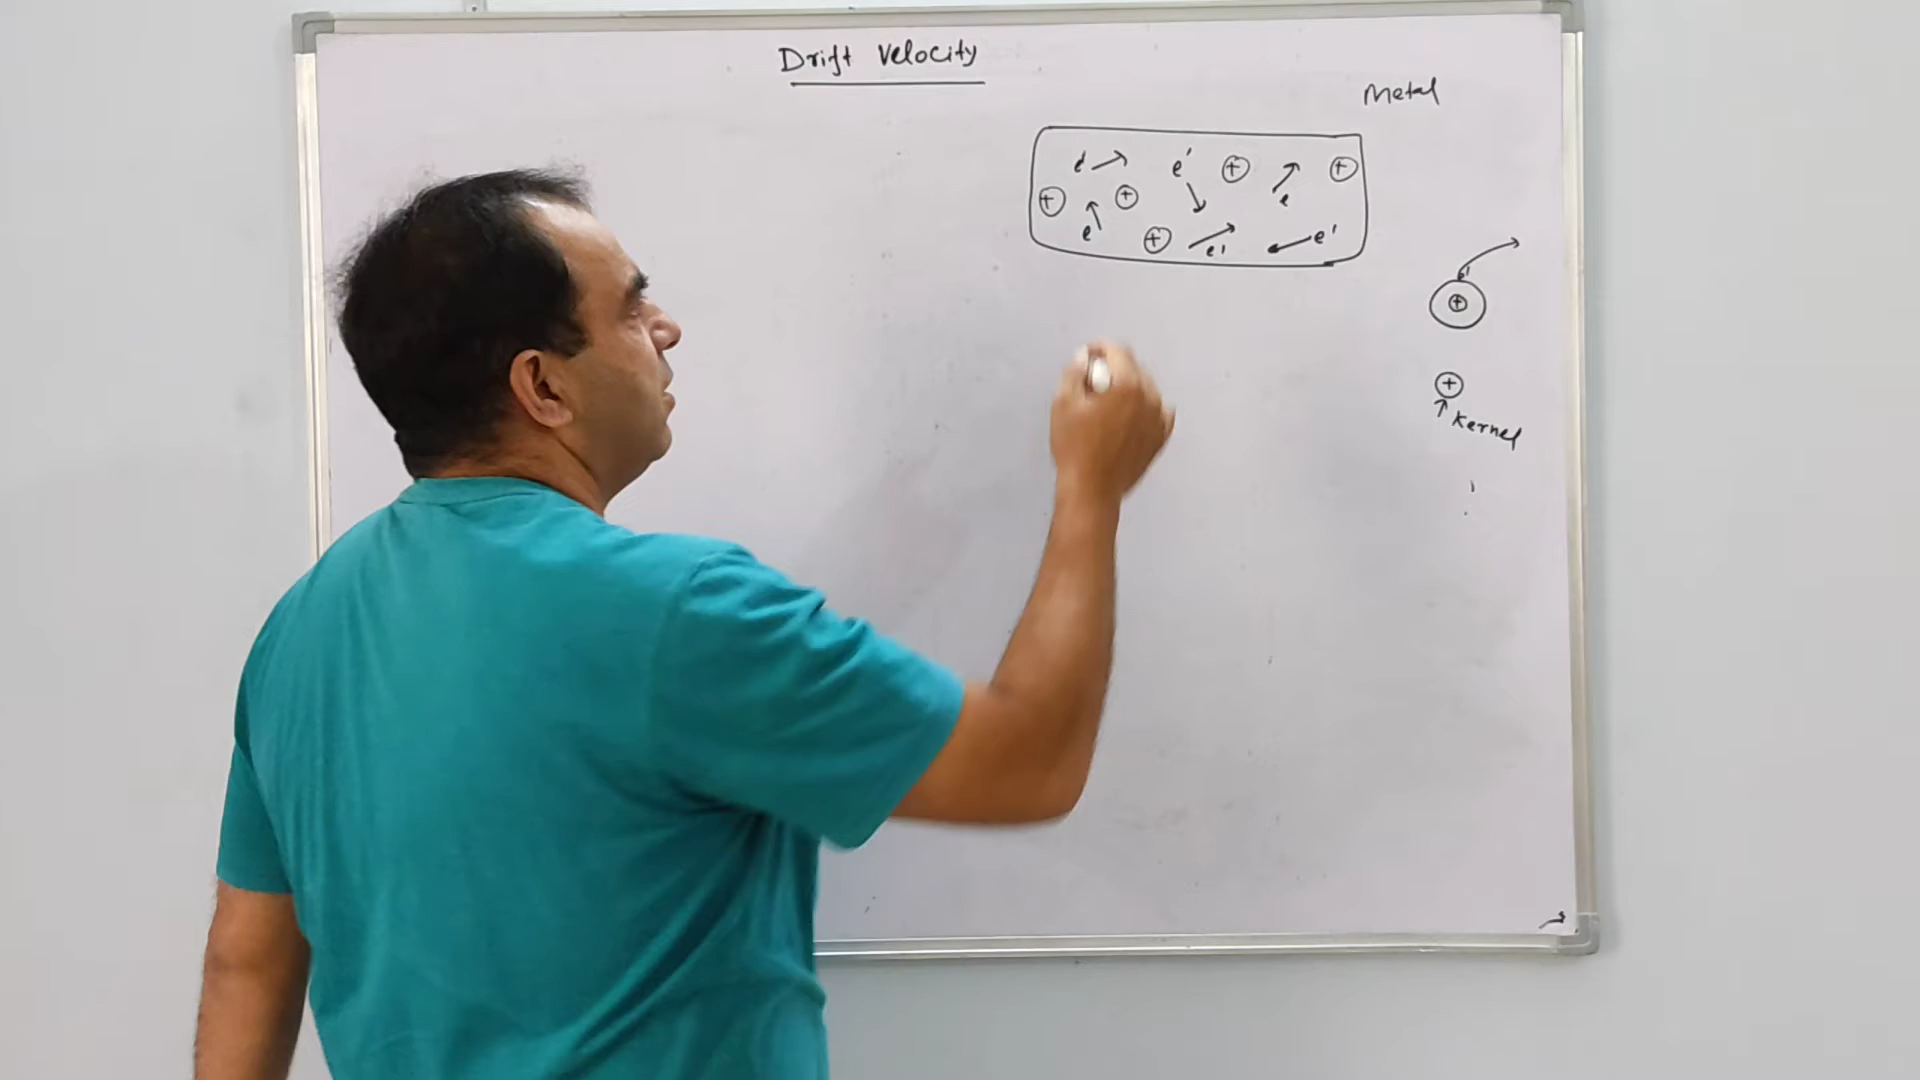 Drift Velocity
Metal
e e' ⊕ e ⊕
⊕ e ⊕ ⊕ e' e'
e'
⊕
⊕
Kernel